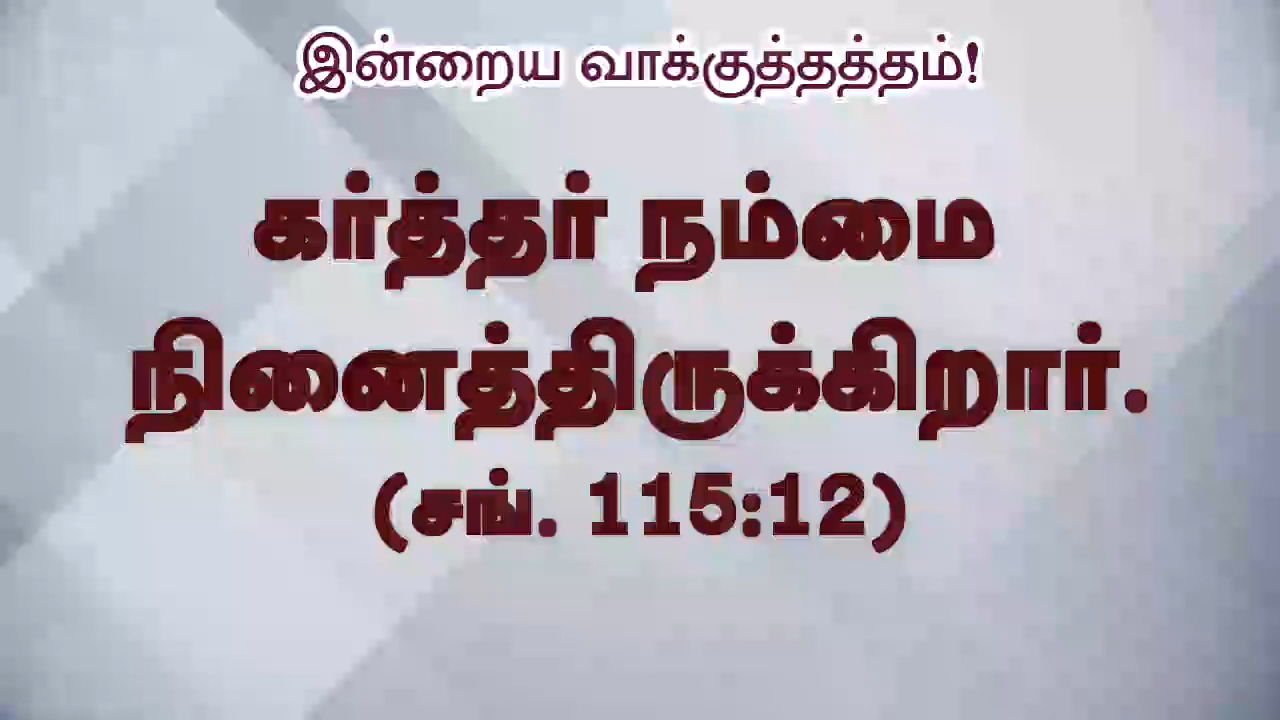 இன்றைய வாக்குத்தத்தம்!
கர்த்தர் நம்மை
நினைத்திருக்கிறார்.
(சங். 115:12)